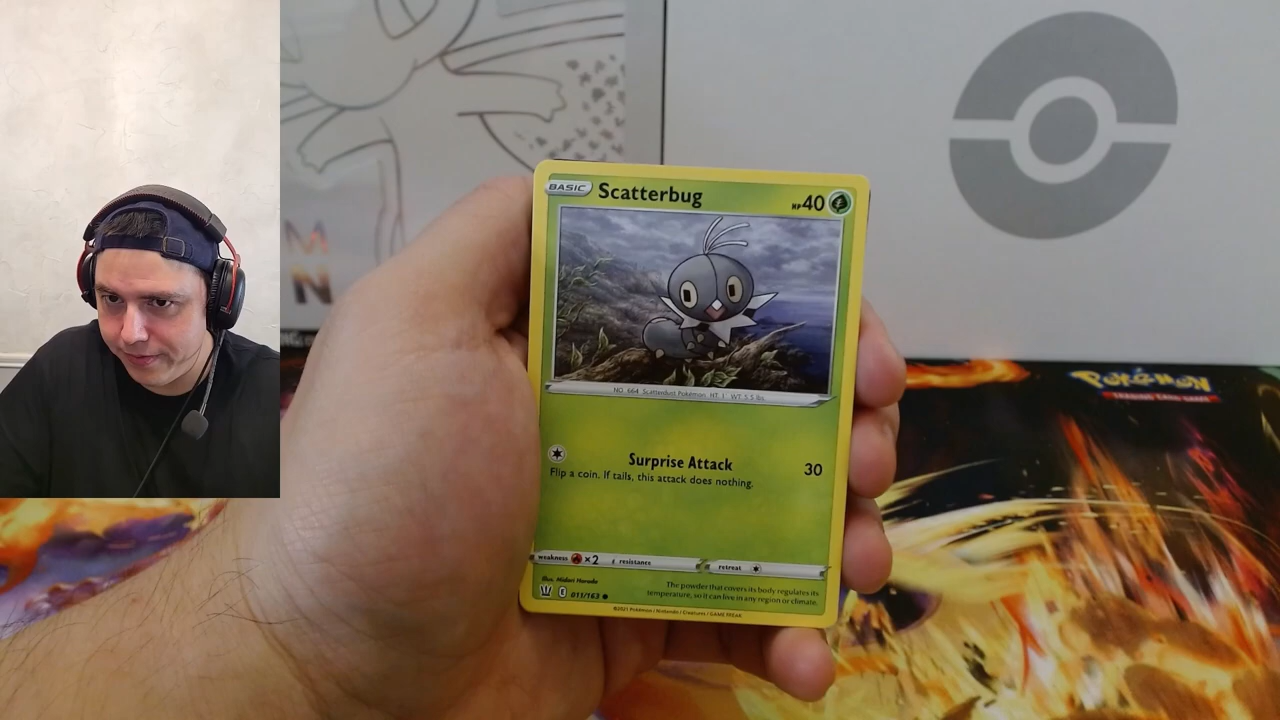 M
N
BASIC Scatterbug HP40
NO. 664 Scatterdust Pokémon HT. 1' WT. 5.5 lbs.
Surprise Attack 30
Flip a coin. If tails, this attack does nothing.
weakness ×2 resistance retreat
Illus. Midori Harada
The powder that covers its body regulates its
temperature, so it can live in any region or climate.
011/163
©2021 Pokémon / Nintendo / Creatures / GAME FREAK
POKéMON
TRADING CARD GAME